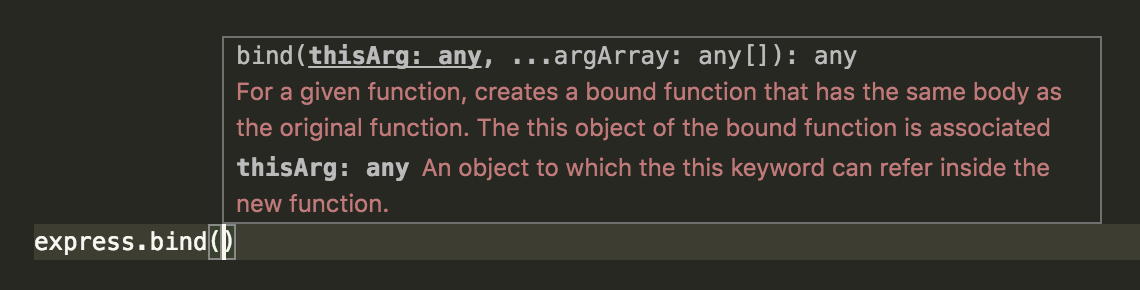 bind(thisArg: any, ...argArray: any[]): any
For a given function, creates a bound function that has the same body as
the original function. The this object of the bound function is associated
thisArg: any An object to which the this keyword can refer inside the
new function.
express.bind()